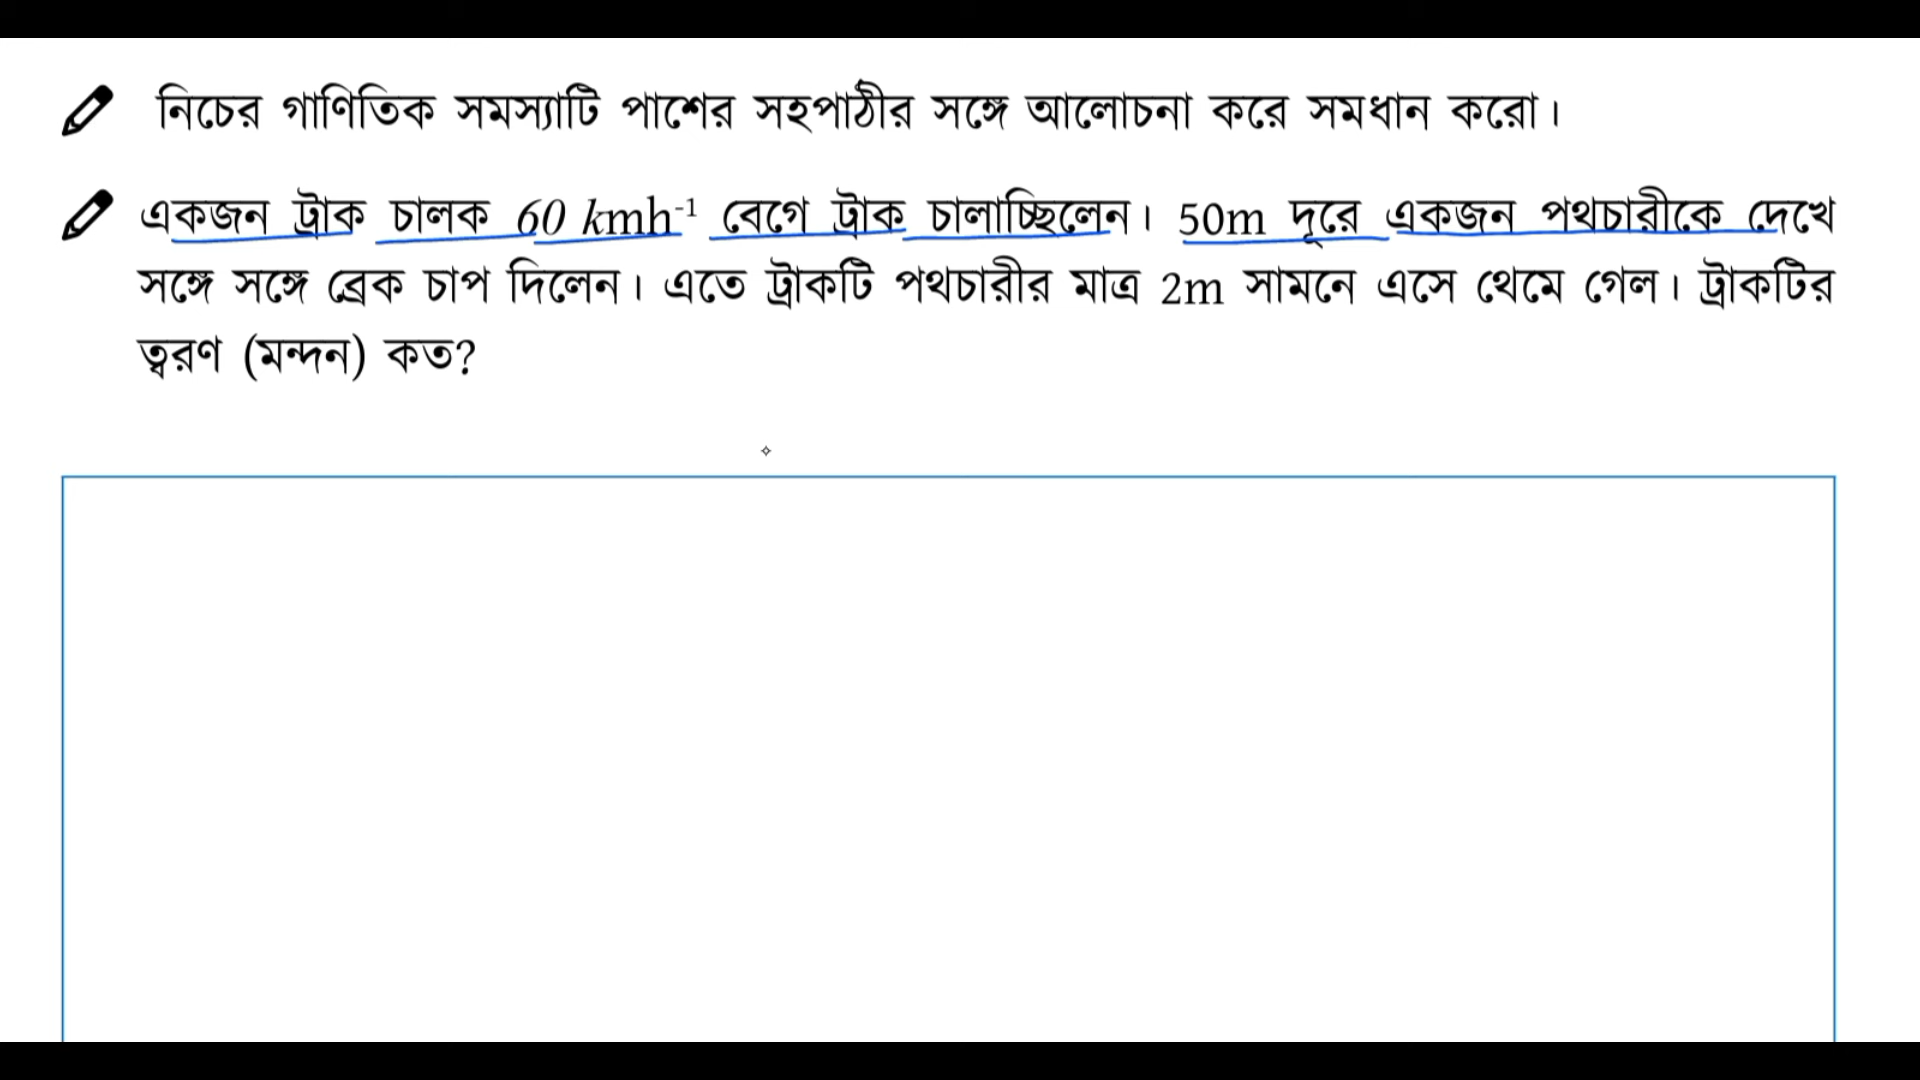 নিচের গাণিতিক সমস্যাটি পাশের সহপাঠীর সঙ্গে আলোচনা করে সমধান করো।
একজন ট্রাক চালক 60 kmh⁻¹ বেগে ট্রাক চালাচ্ছিলেন। 50m দূরে একজন পথচারীকে দেখে
সঙ্গে সঙ্গে ব্রেক চাপ দিলেন। এতে ট্রাকটি পথচারীর মাত্র 2m সামনে এসে থেমে গেল। ট্রাকটির
ত্বরণ (মন্দন) কত?